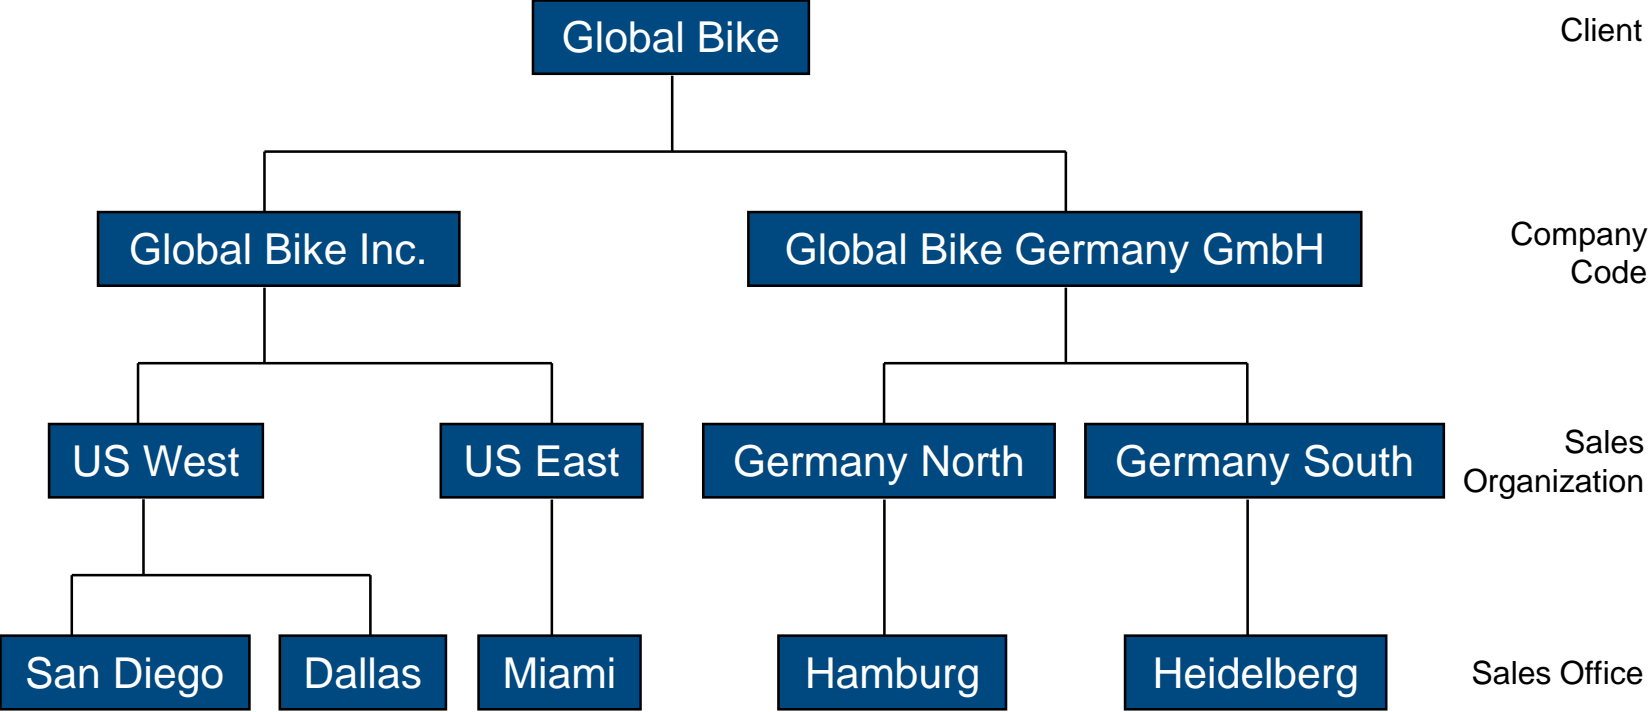 Global Bike
Client
Global Bike Inc.
Global Bike Germany GmbH
Company
Code
US West
US East
Germany North
Germany South
Sales
Organization
San Diego
Dallas
Miami
Hamburg
Heidelberg
Sales Office